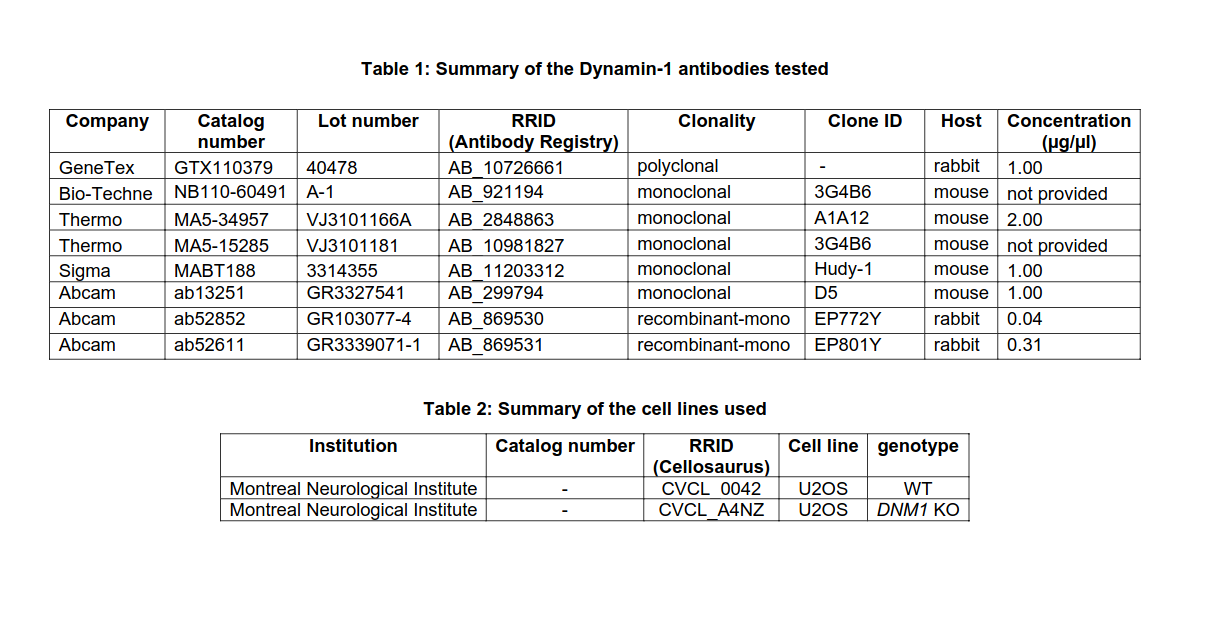 Table 1: Summary of the Dynamin-1 antibodies tested
Company Catalog number Lot number RRID (Antibody Registry) Clonality Clone ID Host Concentration (µg/µl)
GeneTex GTX110379 40478 AB_10726661 polyclonal - rabbit 1.00
Bio-Techne NB110-60491 A-1 AB_921194 monoclonal 3G4B6 mouse not provided
Thermo MA5-34957 VJ3101166A AB_2848863 monoclonal A1A12 mouse 2.00
Thermo MA5-15285 VJ3101181 AB_10981827 monoclonal 3G4B6 mouse not provided
Sigma MABT188 3314355 AB_11203312 monoclonal Hudy-1 mouse 1.00
Abcam ab13251 GR3327541 AB_299794 monoclonal D5 mouse 1.00
Abcam ab52852 GR103077-4 AB_869530 recombinant-mono EP772Y rabbit 0.04
Abcam ab52611 GR3339071-1 AB_869531 recombinant-mono EP801Y rabbit 0.31
Table 2: Summary of the cell lines used
Institution Catalog number RRID (Cellosaurus) Cell line genotype
Montreal Neurological Institute - CVCL_0042 U2OS WT
Montreal Neurological Institute - CVCL_A4NZ U2OS DNM1 KO